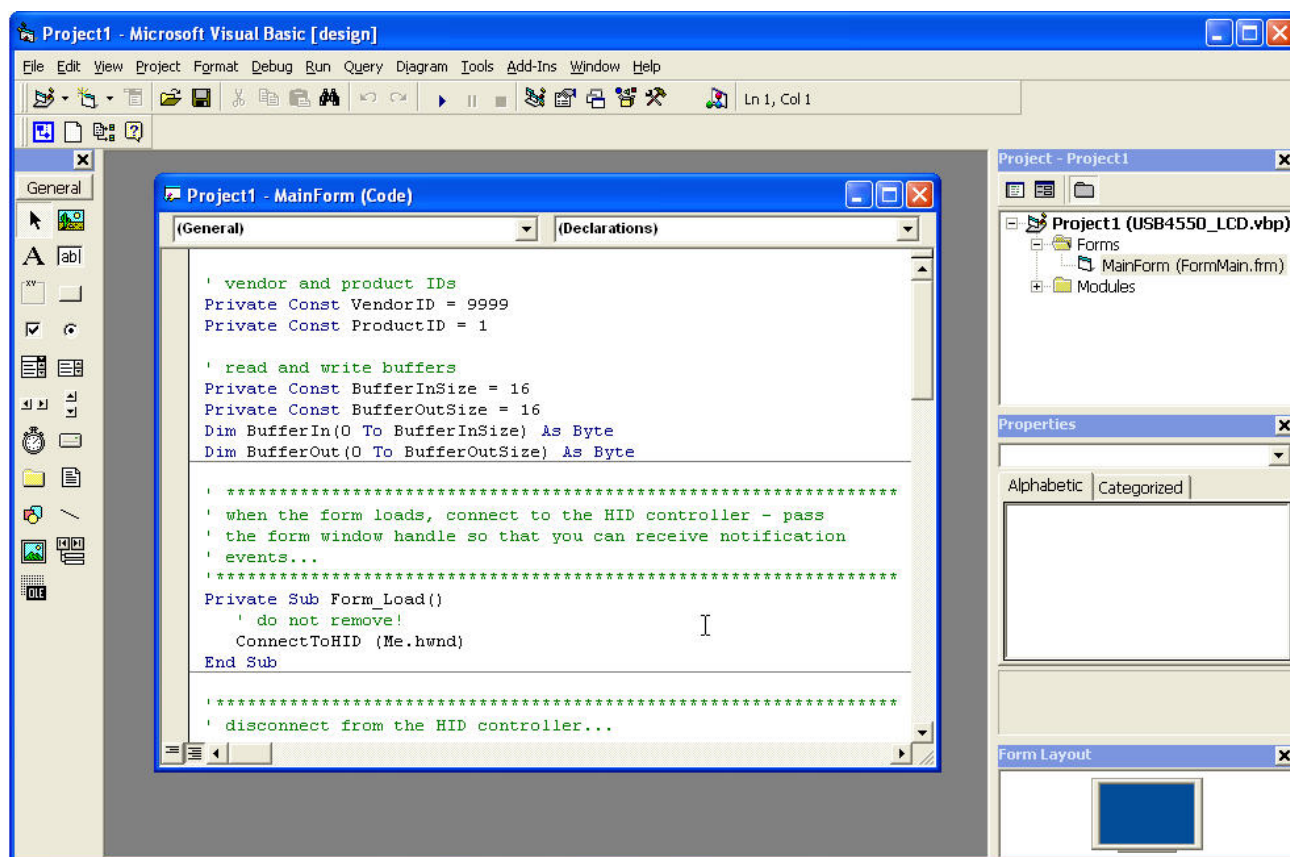 Project1 - Microsoft Visual Basic [design]
File Edit View Project Format Debug Run Query Diagram Tools Add-Ins Window Help
Ln 1, Col 1
General
A ab|
xv
OLE
Project1 - MainForm (Code)
(General) (Declarations)
' vendor and product IDs
Private Const VendorID = 9999
Private Const ProductID = 1
' read and write buffers
Private Const BufferInSize = 16
Private Const BufferOutSize = 16
Dim BufferIn(0 To BufferInSize) As Byte
Dim BufferOut(0 To BufferOutSize) As Byte
' ****************************************************************
' when the form loads, connect to the HID controller - pass
' the form window handle so that you can receive notification
' events...
'*****************************************************************
Private Sub Form_Load()
' do not remove!
ConnectToHID (Me.hwnd)
End Sub
'*****************************************************************
' disconnect from the HID controller...
Project - Project1
Project1 (USB4550_LCD.vbp)
Forms
MainForm (FormMain.frm)
Modules
Properties
Alphabetic Categorized
Form Layout